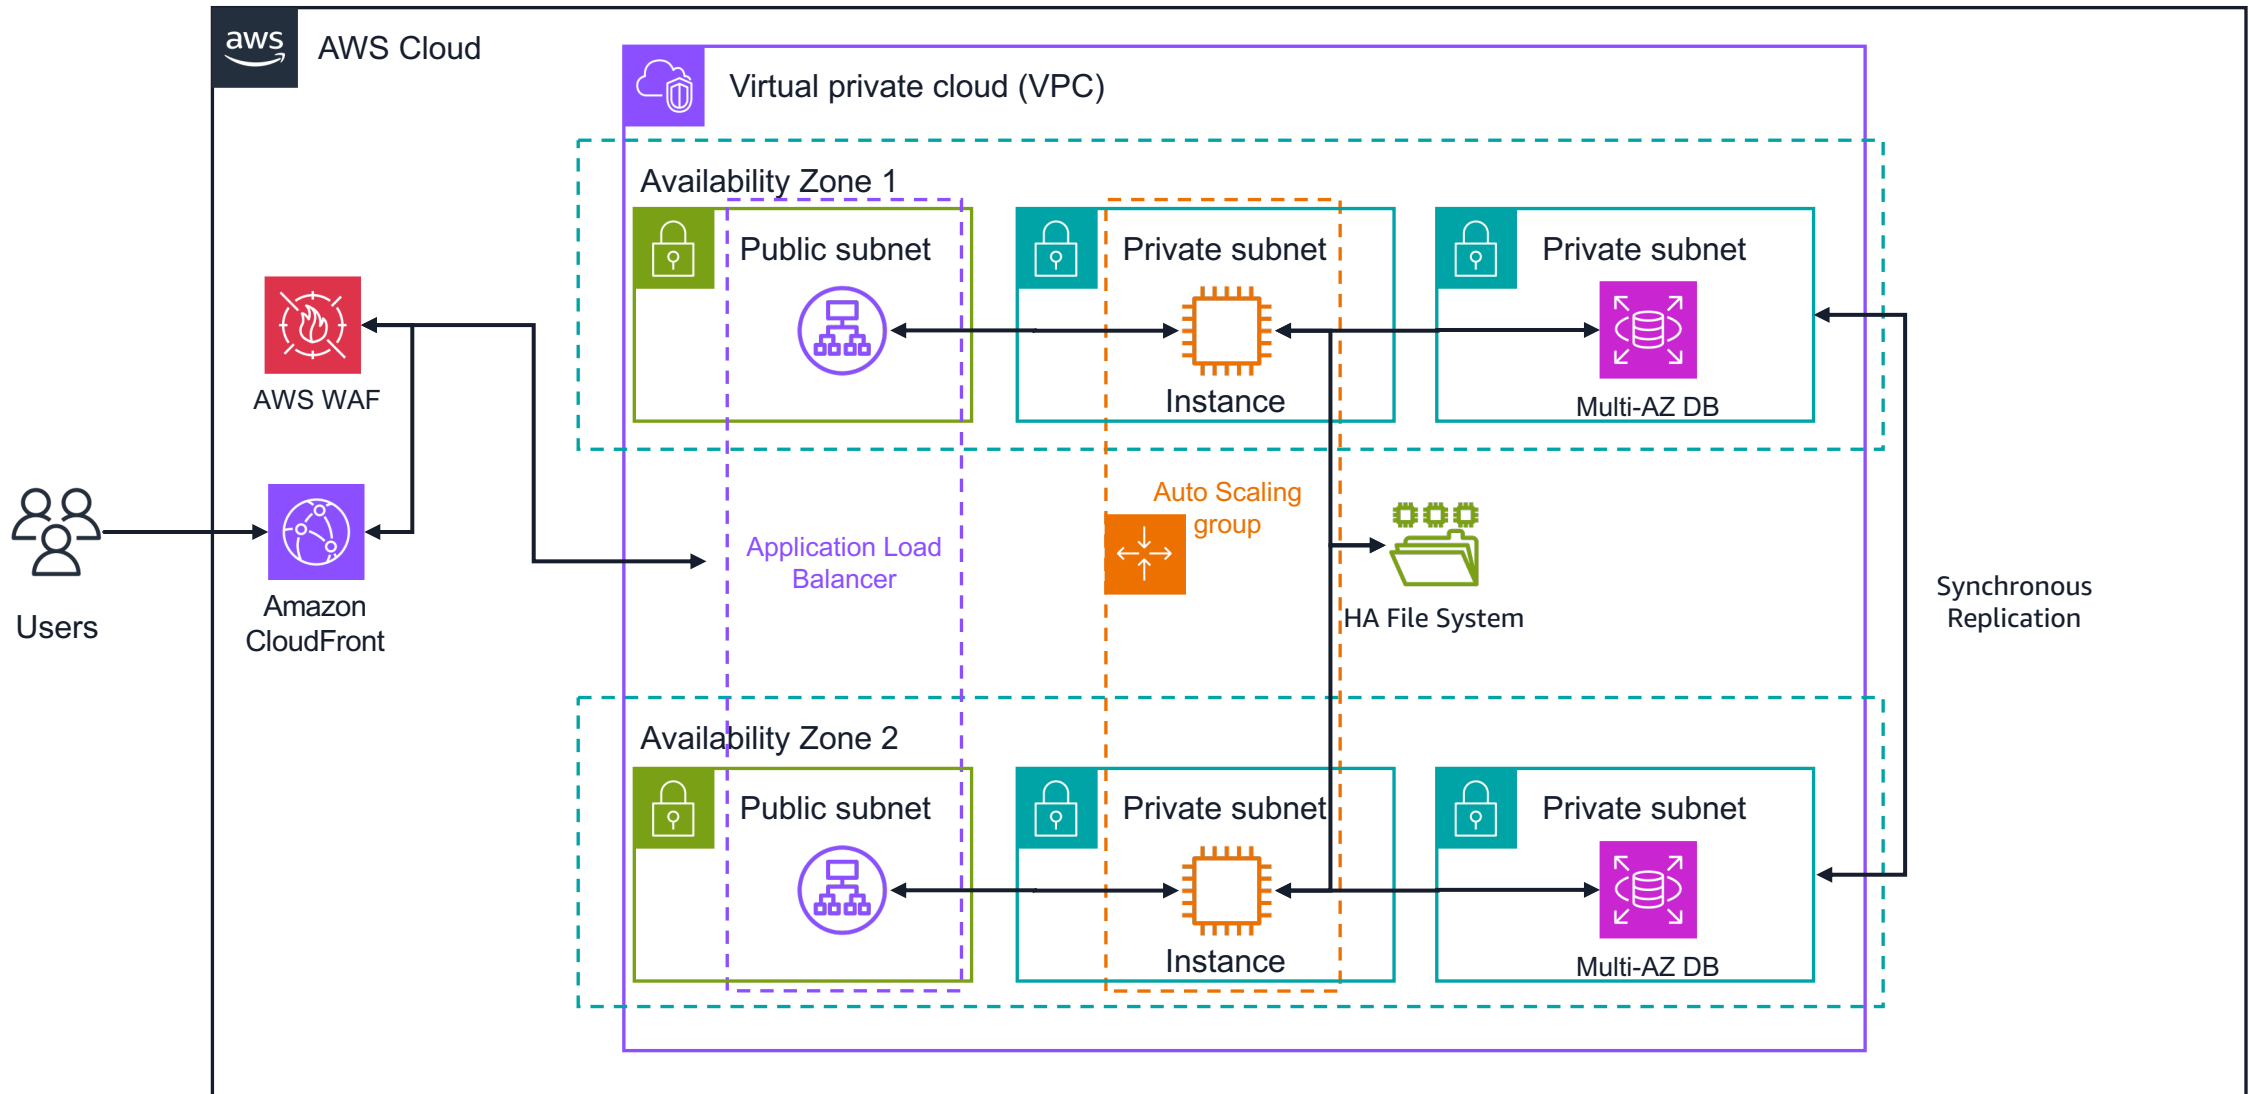 aws
AWS Cloud
Virtual private cloud (VPC)
Availability Zone 1
Public subnet
Private subnet
Private subnet
AWS WAF
Instance
Multi-AZ DB
Users
Amazon
CloudFront
Application Load
Balancer
Auto Scaling
group
HA File System
Synchronous
Replication
Availability Zone 2
Public subnet
Private subnet
Private subnet
Instance
Multi-AZ DB